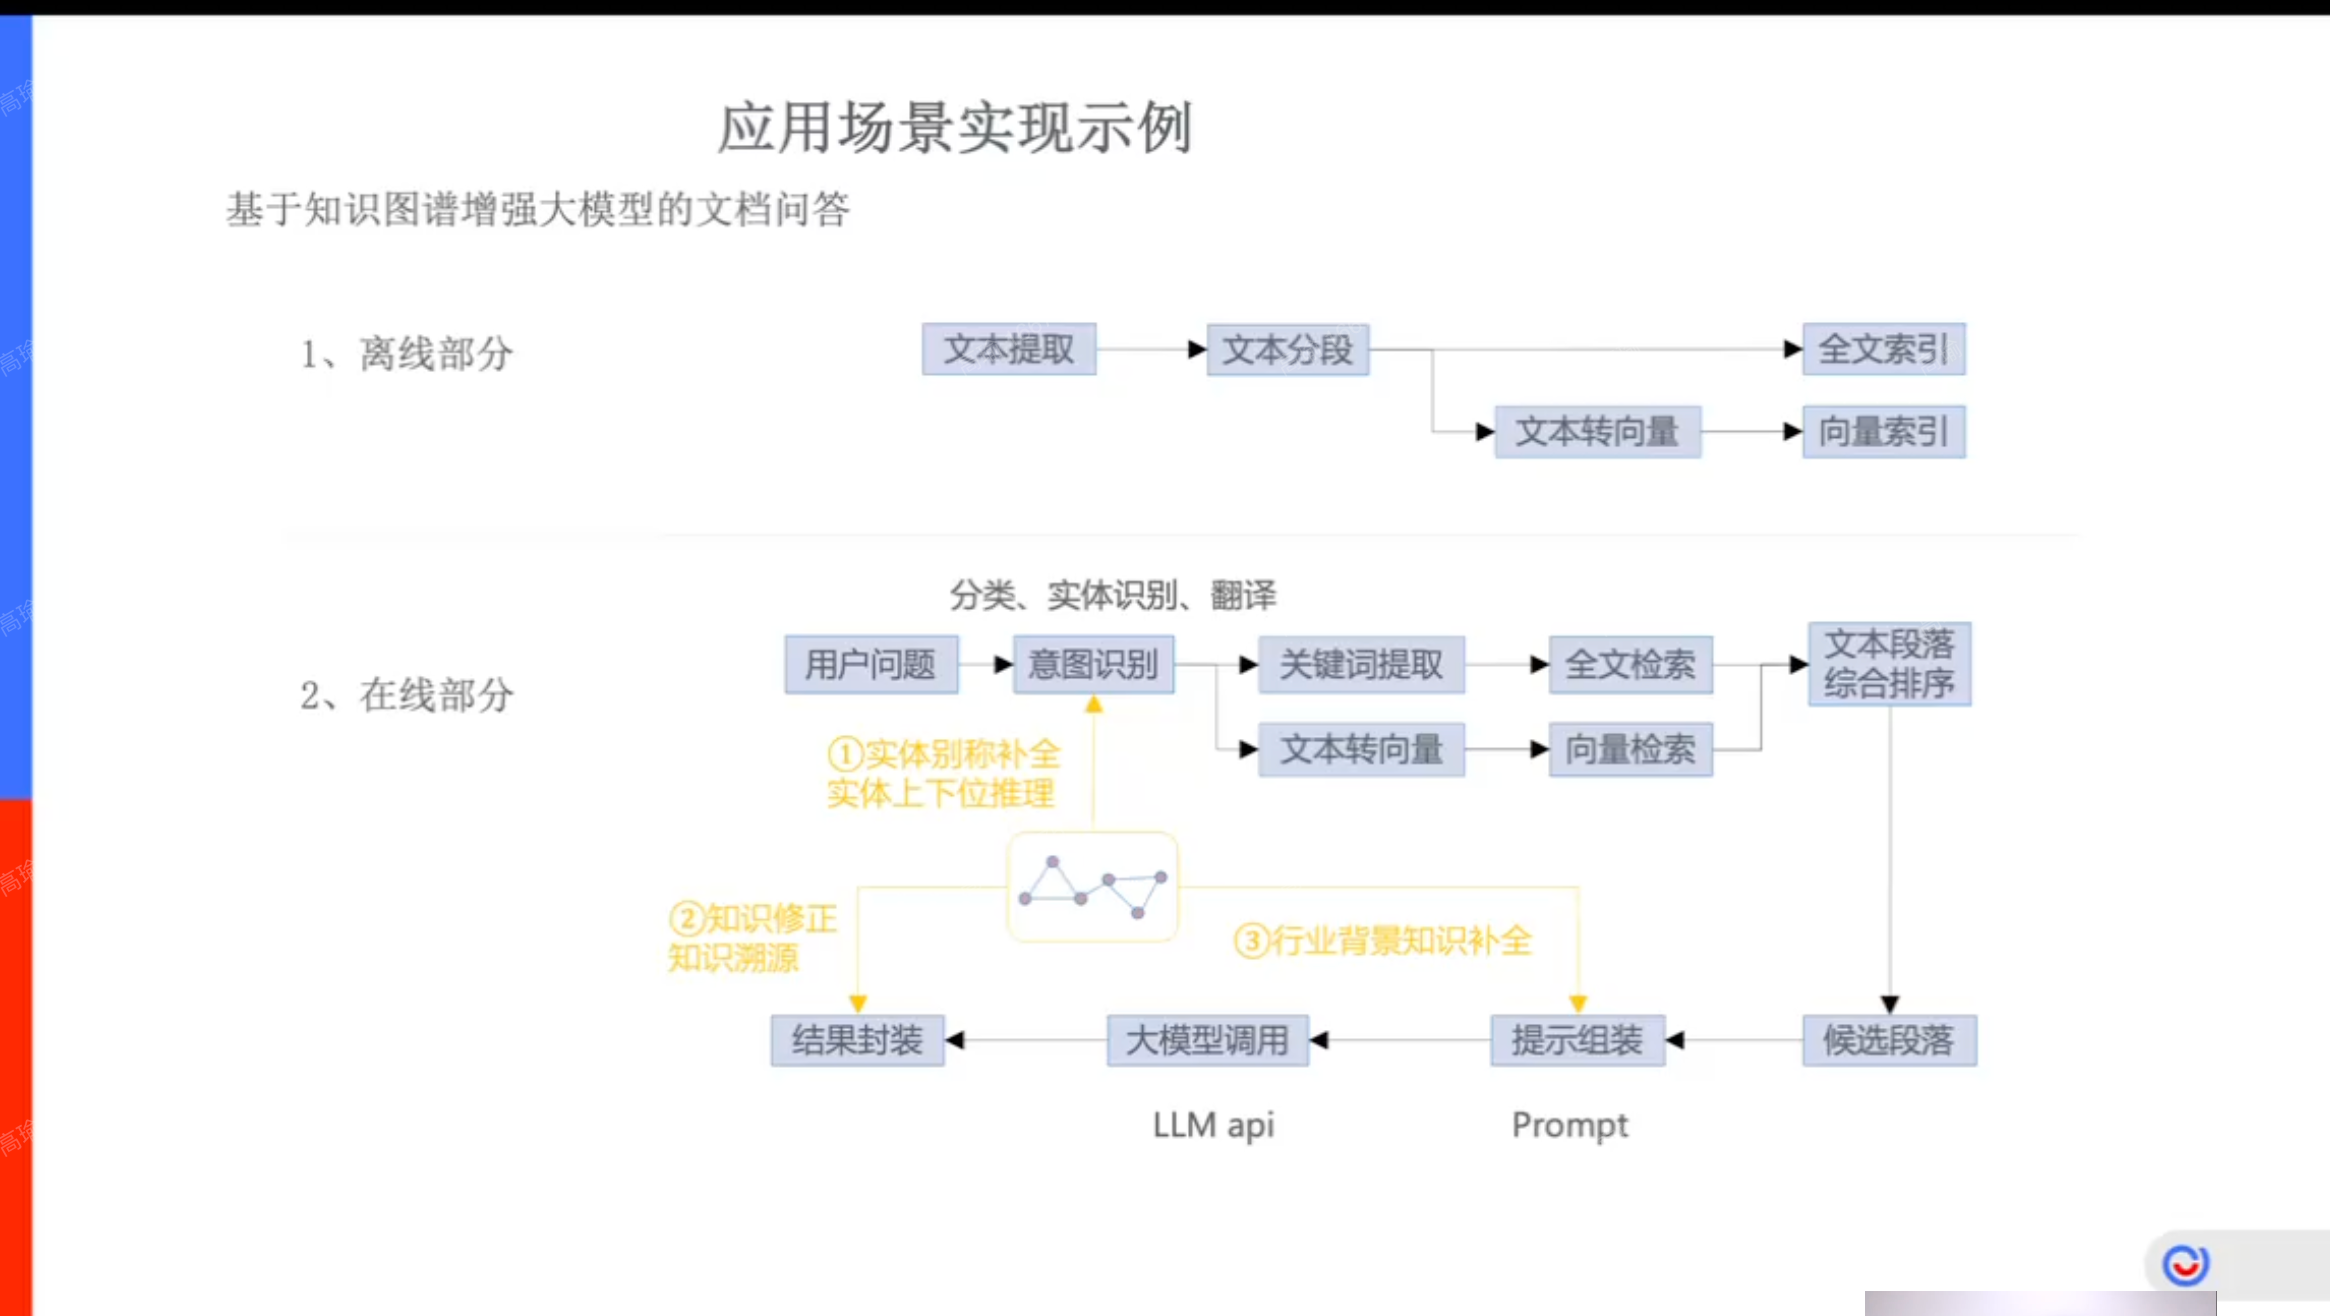 应用场景实现示例
基于知识图谱增强大模型的文档问答
1、离线部分
文本提取
文本分段
全文索引
文本转向量
向量索引
2、在线部分
分类、实体识别、翻译
用户问题
意图识别
关键词提取
全文检索
文本段落
综合排序
文本转向量
向量检索
①实体别称补全
实体上下位推理
②知识修正
知识溯源
③行业背景知识补全
结果封装
大模型调用
提示组装
候选段落
LLM api
Prompt